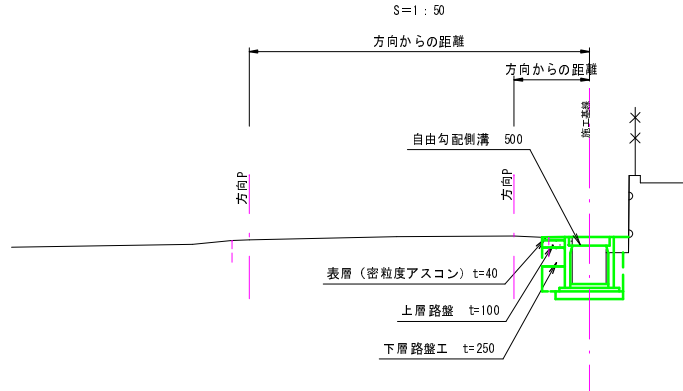 S=1:50
方向からの距離
方向からの距離
施工基線
自由勾配側溝 500
方向P
方向P
表層（密粒度アスコン）t=40
上層路盤 t=100
下層路盤工 t=250